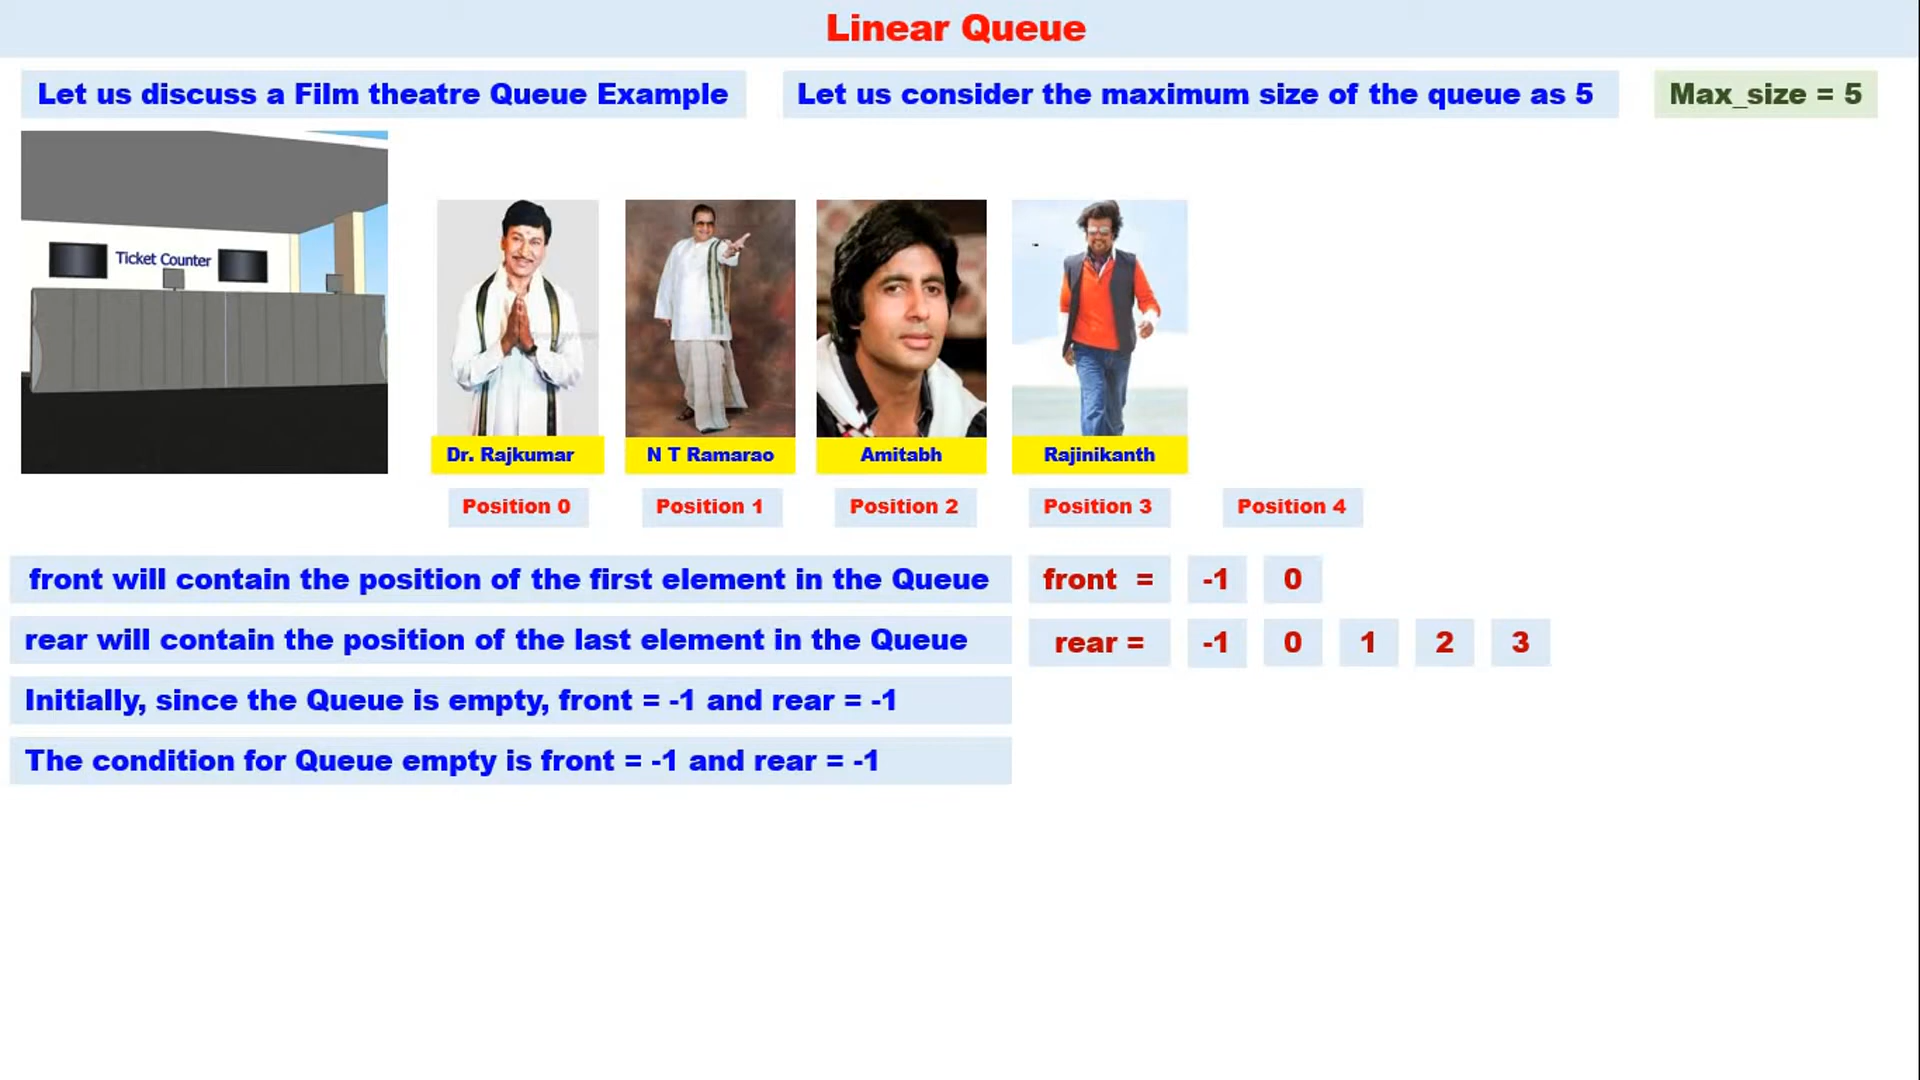 Linear Queue
Let us discuss a Film theatre Queue Example
Let us consider the maximum size of the queue as 5
Max_size = 5
Ticket Counter
Dr. Rajkumar
N T Ramarao
Amitabh
Rajinikanth
Position 0
Position 1
Position 2
Position 3
Position 4
front will contain the position of the first element in the Queue
front = -1 0
rear will contain the position of the last element in the Queue
rear = -1 0 1 2 3
Initially, since the Queue is empty, front = -1 and rear = -1
The condition for Queue empty is front = -1 and rear = -1